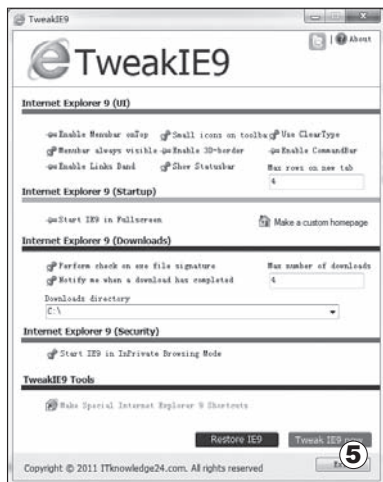 TweakIE9
| About
TweakIE9
Internet Explorer 9 (UI)
Enable Menubar onTop Small icons on toolba Use ClearType
Menubar always visible Enable 3D-border Enable CommandBar
Enable Links Band Show Statusbar Max rows on new tab
4
Internet Explorer 9 (Startup)
Start IE9 in Fullscreen Make a custom homepage
Internet Explorer 9 (Downloads)
Perform check on exe file signature Max number of downloads
Notify me when a download has completed 4
Downloads directory
C:\
Internet Explorer 9 (Security)
Start IE9 in InPrivate Browsing Mode
TweakIE9 Tools
Make Special Internet Explorer 9 Shortcuts
Restore IE9 Tweak IE9 now
5
Copyright © 2011 ITknowledge24.com. All rights reserved